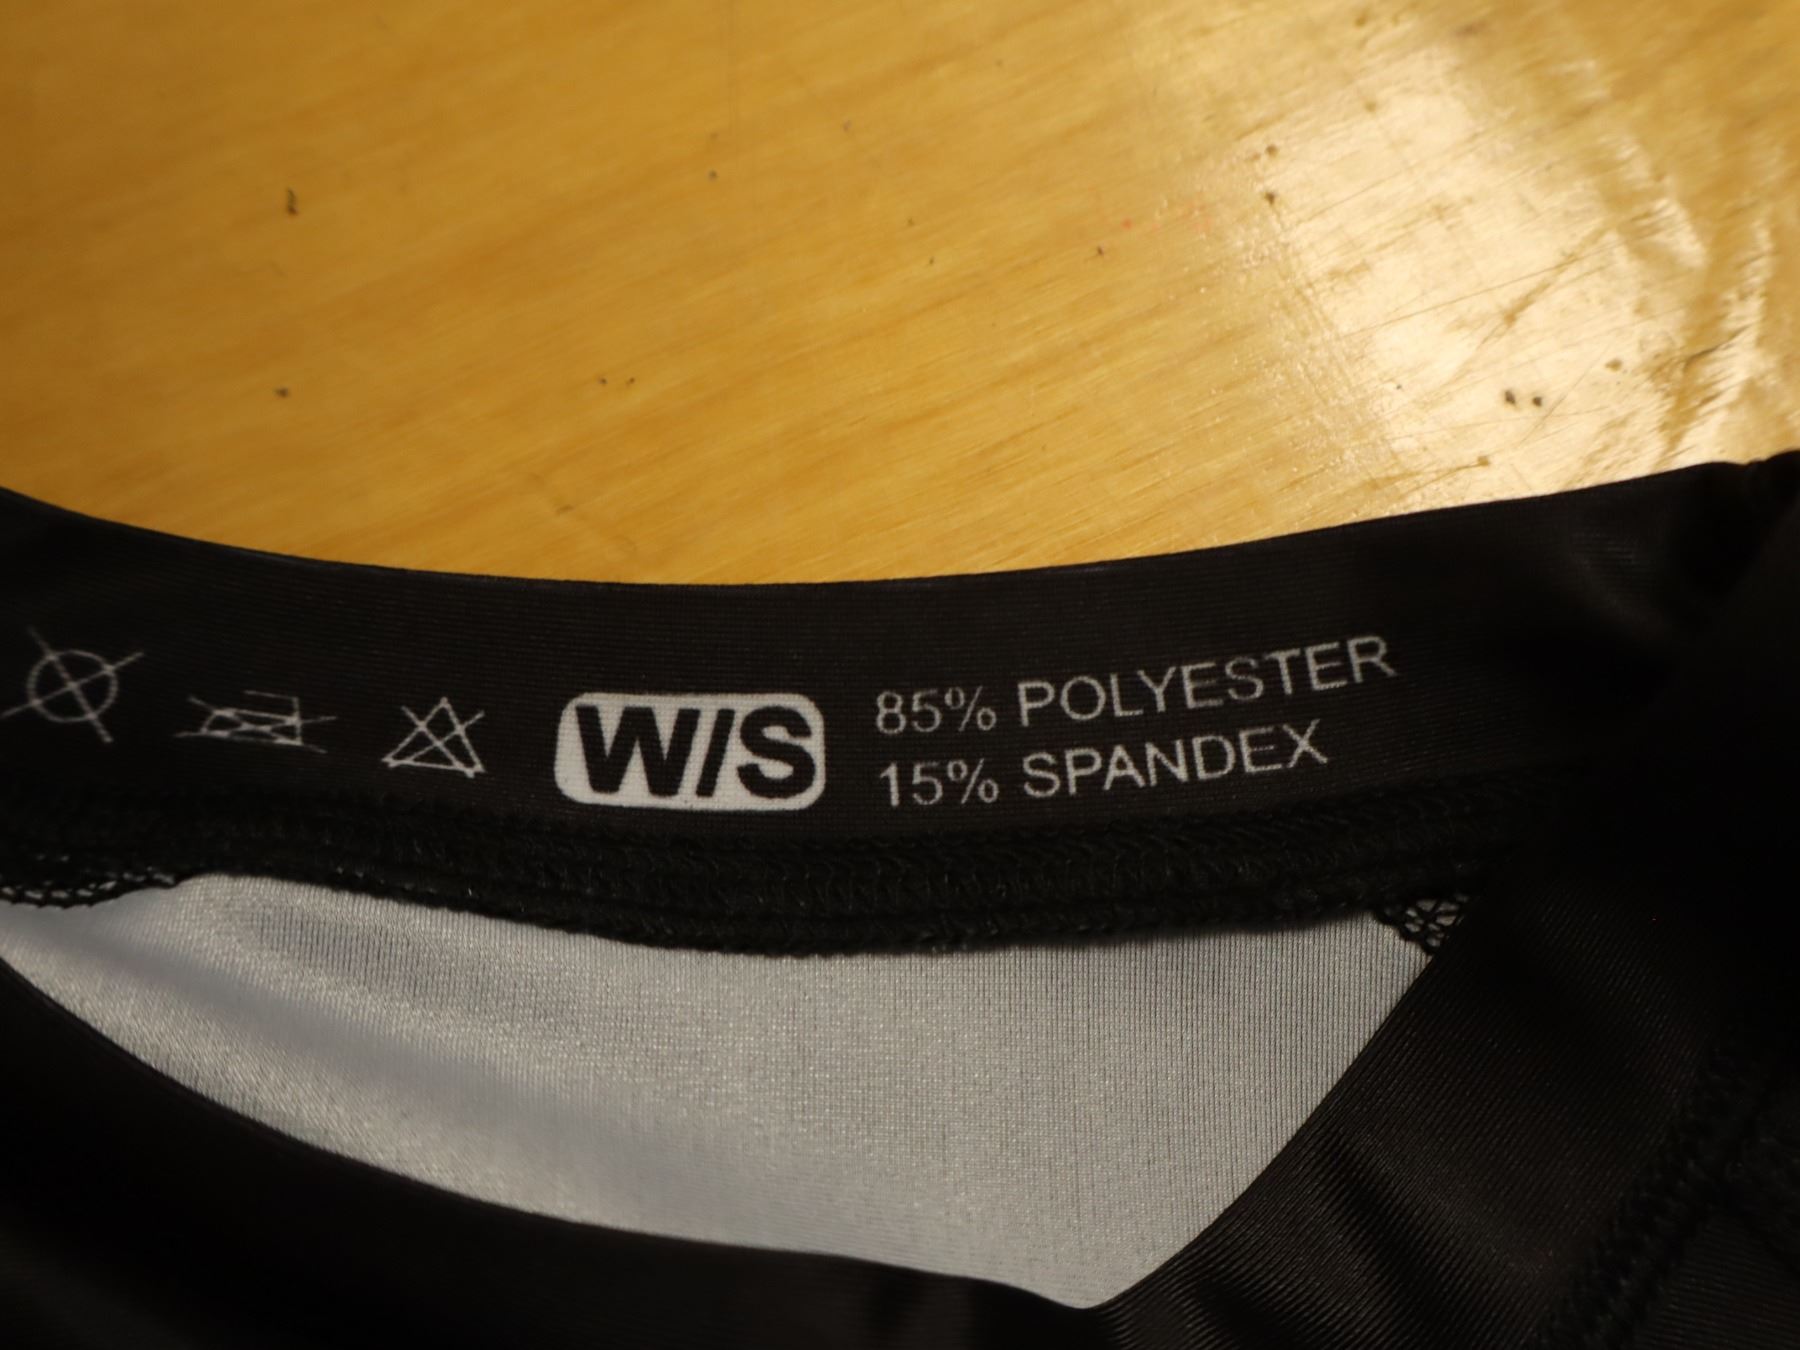 W/S
85% POLYESTER
15% SPANDEX